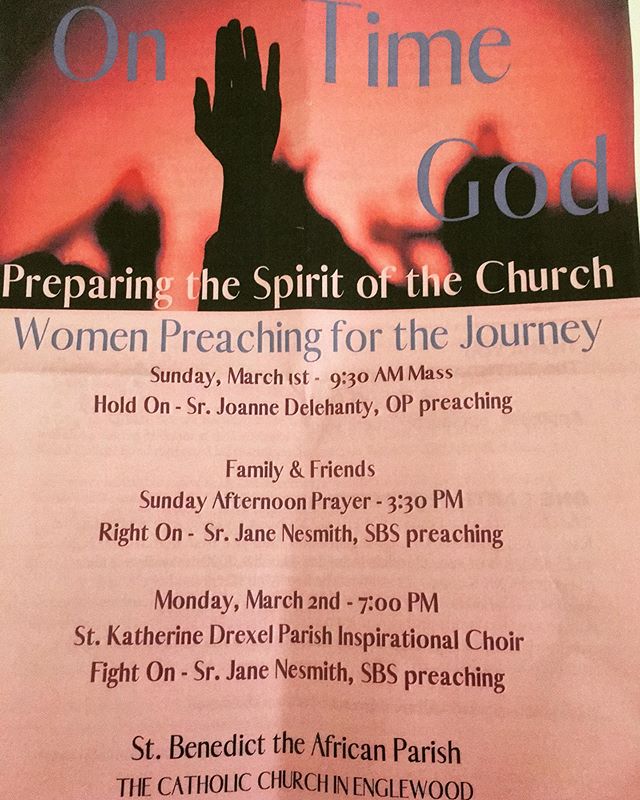 On Time
God
Preparing the Spirit of the Church
Women Preaching for the Journey
Sunday, March 1st - 9:30 AM Mass
Hold On - Sr. Joanne Delehanty, OP preaching
Family & Friends
Sunday Afternoon Prayer - 3:30 PM
Right On - Sr. Jane Nesmith, SBS preaching
Monday, March 2nd - 7:00 PM
St. Katherine Drexel Parish Inspirational Choir
Fight On - Sr. Jane Nesmith, SBS preaching
St. Benedict the African Parish
THE CATHOLIC CHURCH IN ENGLEWOOD